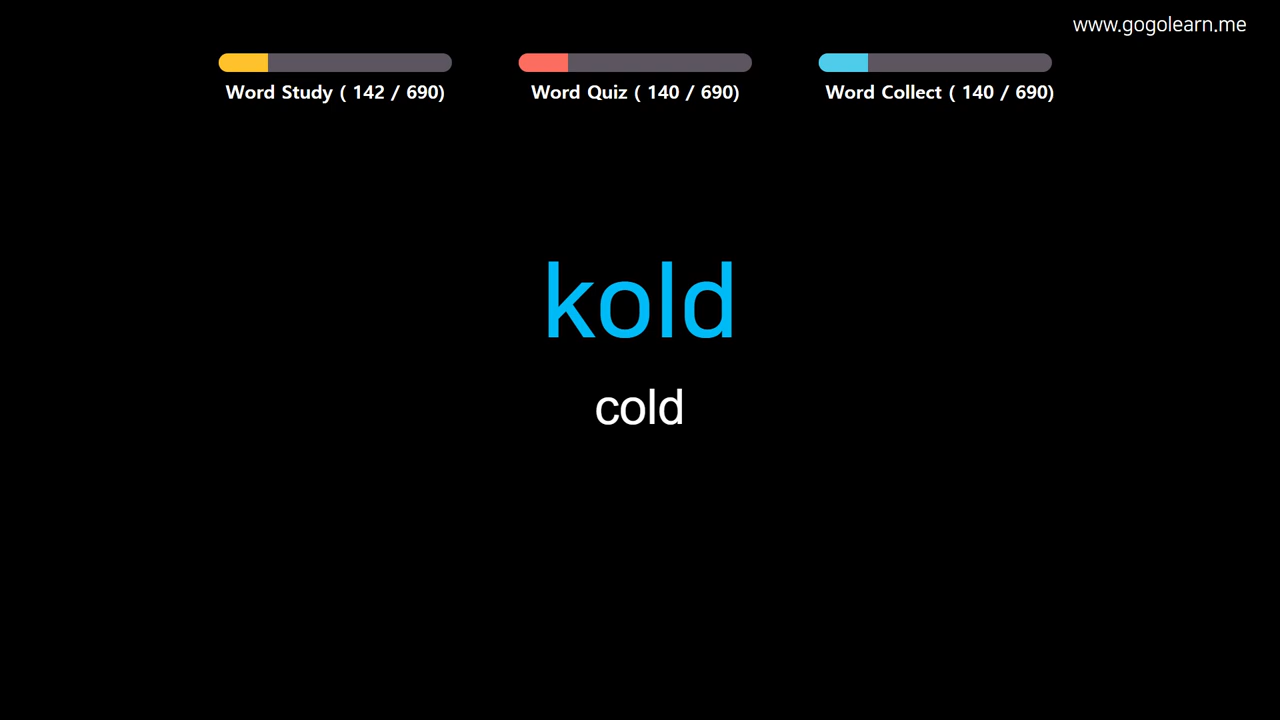 www.gogolearn.me
Word Study ( 142 / 690)
Word Quiz ( 140 / 690)
Word Collect ( 140 / 690)
kold
cold